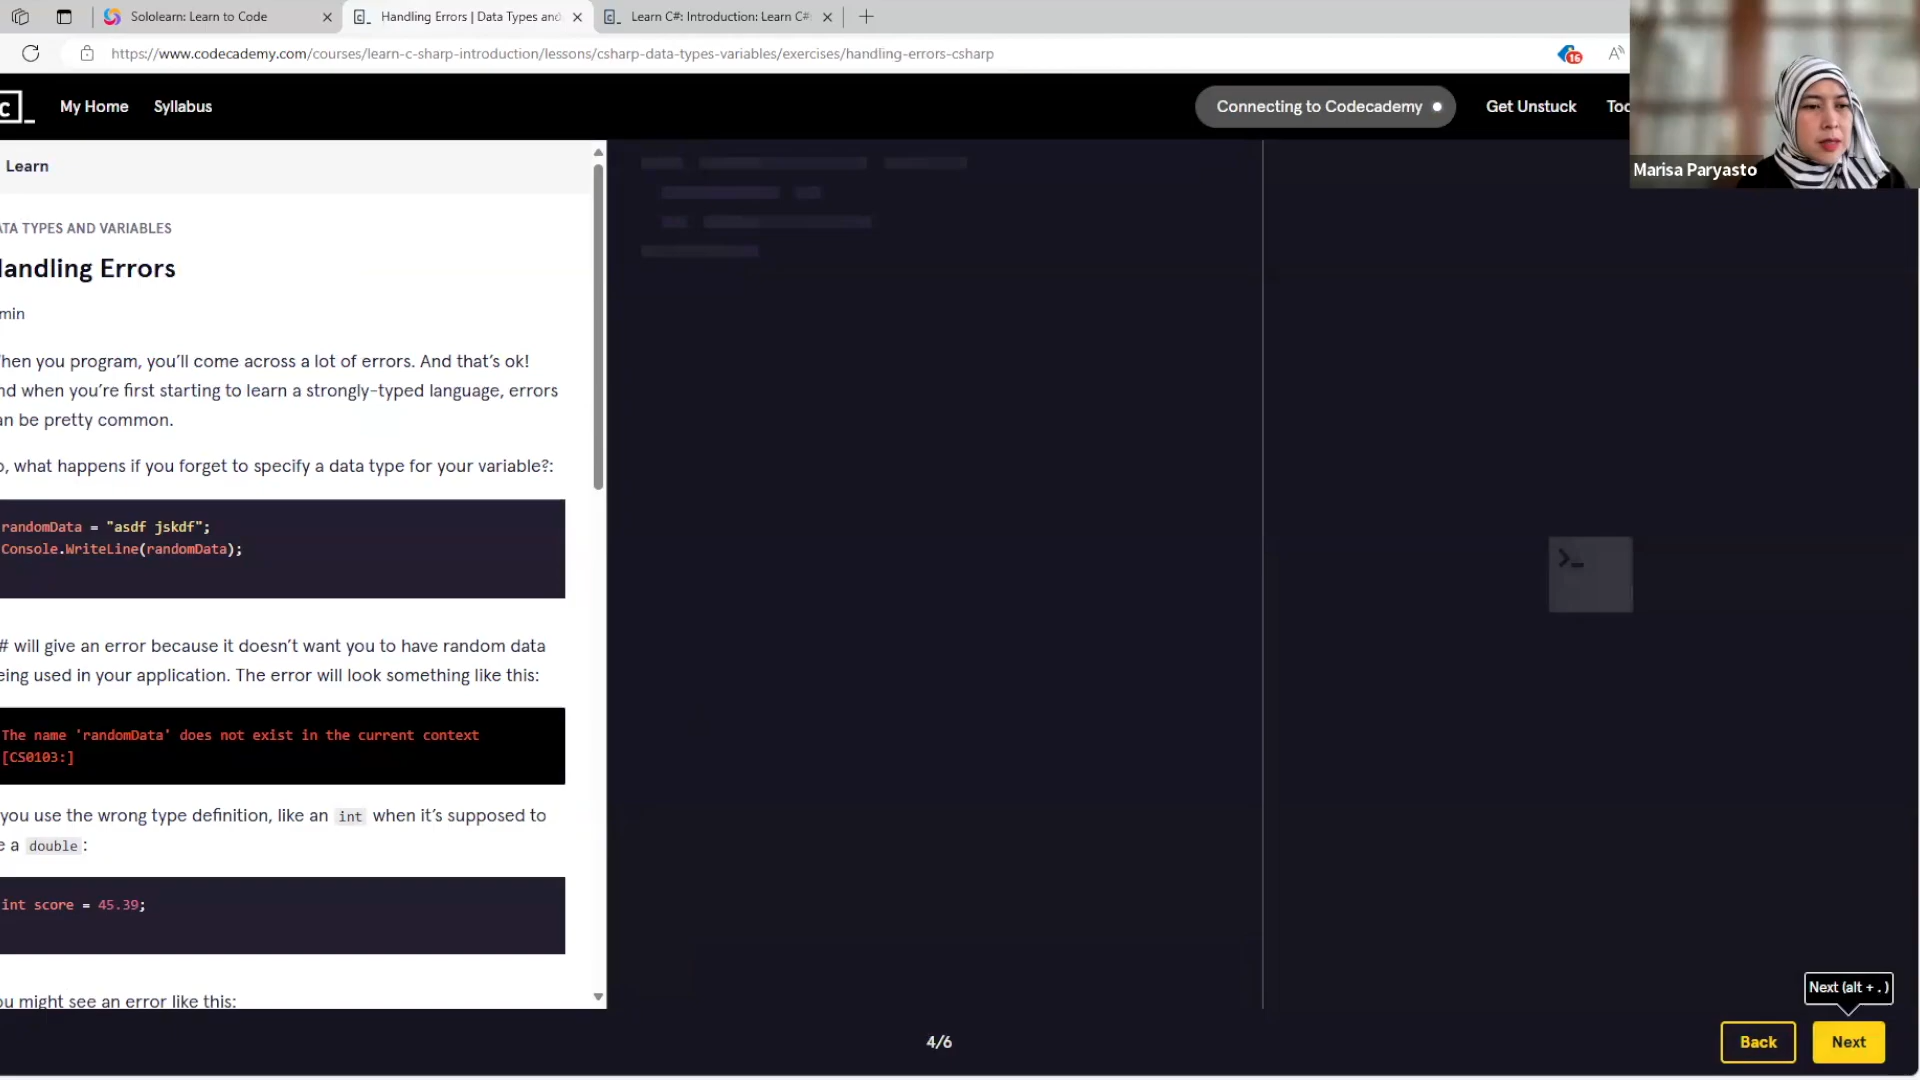 Sololearn: Learn to Code
Handling Errors | Data Types and
Learn C#: Introduction: Learn C#
https://www.codecademy.com/courses/learn-c-sharp-introduction/lessons/csharp-data-types-variables/exercises/handling-errors-csharp
16
A
c_
My Home
Syllabus
Connecting to Codecademy
Get Unstuck
Too
Marisa Paryasto
Learn
ATA TYPES AND VARIABLES
andling Errors
min
hen you program, you'll come across a lot of errors. And that's ok!
nd when you're first starting to learn a strongly-typed language, errors
an be pretty common.
o, what happens if you forget to specify a data type for your variable?:
randomData = "asdf jskdf";
Console.WriteLine(randomData);
# will give an error because it doesn't want you to have random data
eing used in your application. The error will look something like this:
The name 'randomData' does not exist in the current context
[CS0103:]
you use the wrong type definition, like an int when it's supposed to
e a double:
int score = 45.39;
ou might see an error like this:
>_
Next (alt + .)
4/6
Back
Next